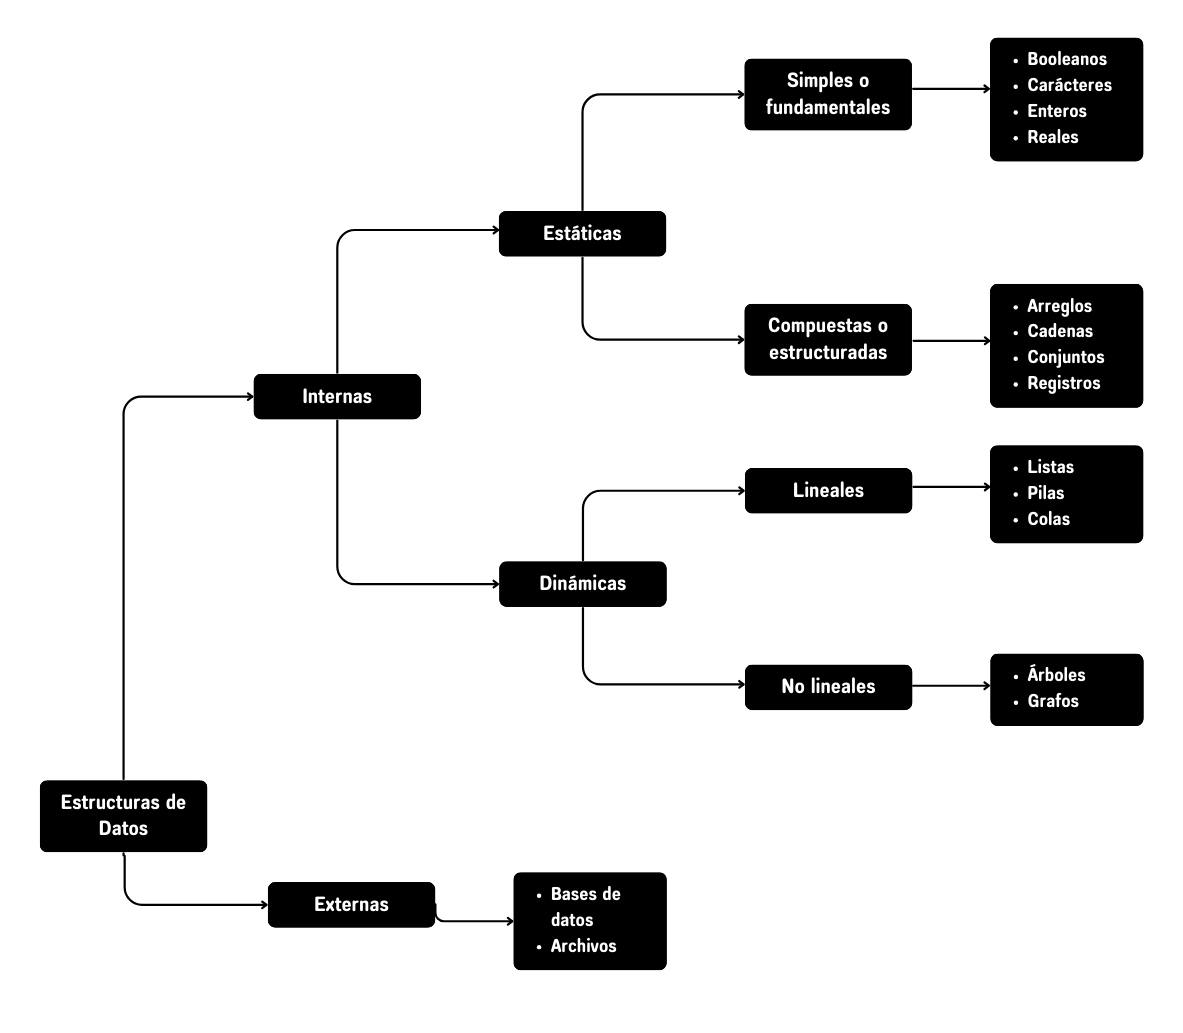 Simples o
fundamentales
• Booleanos
• Carácteres
• Enteros
• Reales
Estáticas
Compuestas o
estructuradas
• Arreglos
• Cadenas
• Conjuntos
• Registros
Internas
Lineales
• Listas
• Pilas
• Colas
Dinámicas
No lineales
• Árboles
• Grafos
Estructuras de
Datos
Externas
• Bases de
datos
• Archivos